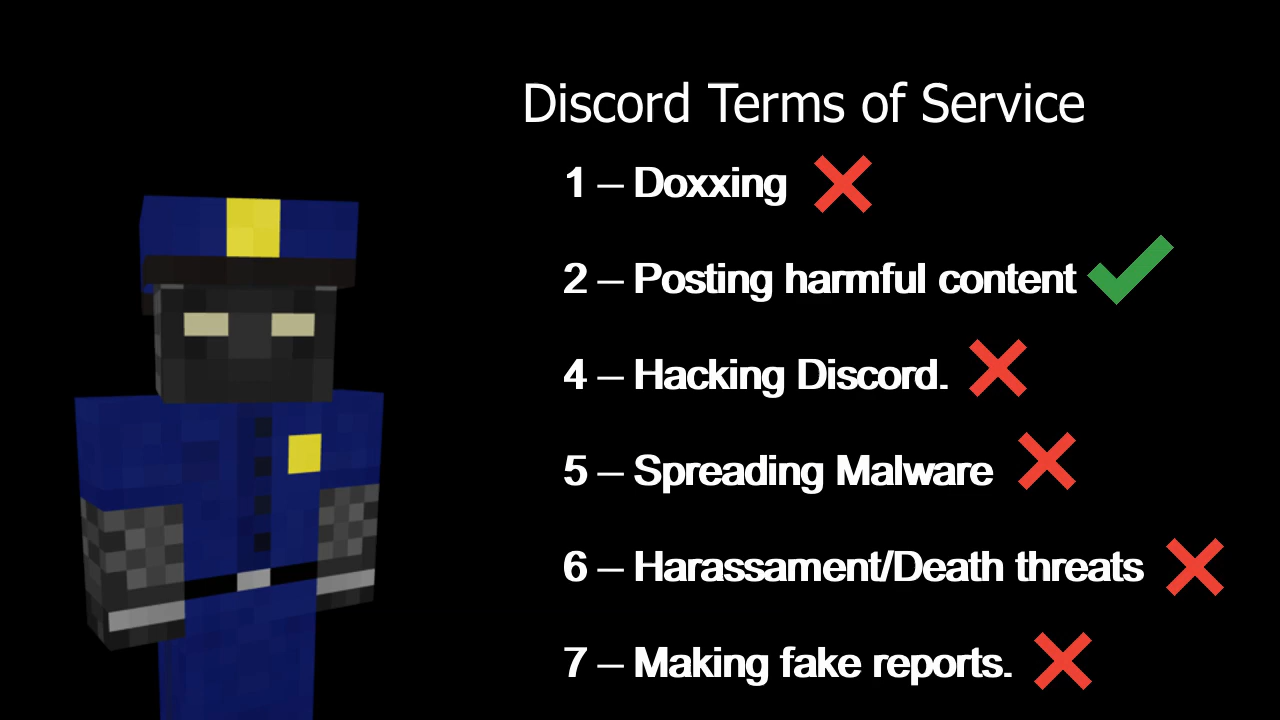 Discord Terms of Service
1 – Doxxing
2 – Posting harmful content
4 – Hacking Discord.
5 – Spreading Malware
6 – Harassament/Death threats
7 – Making fake reports.